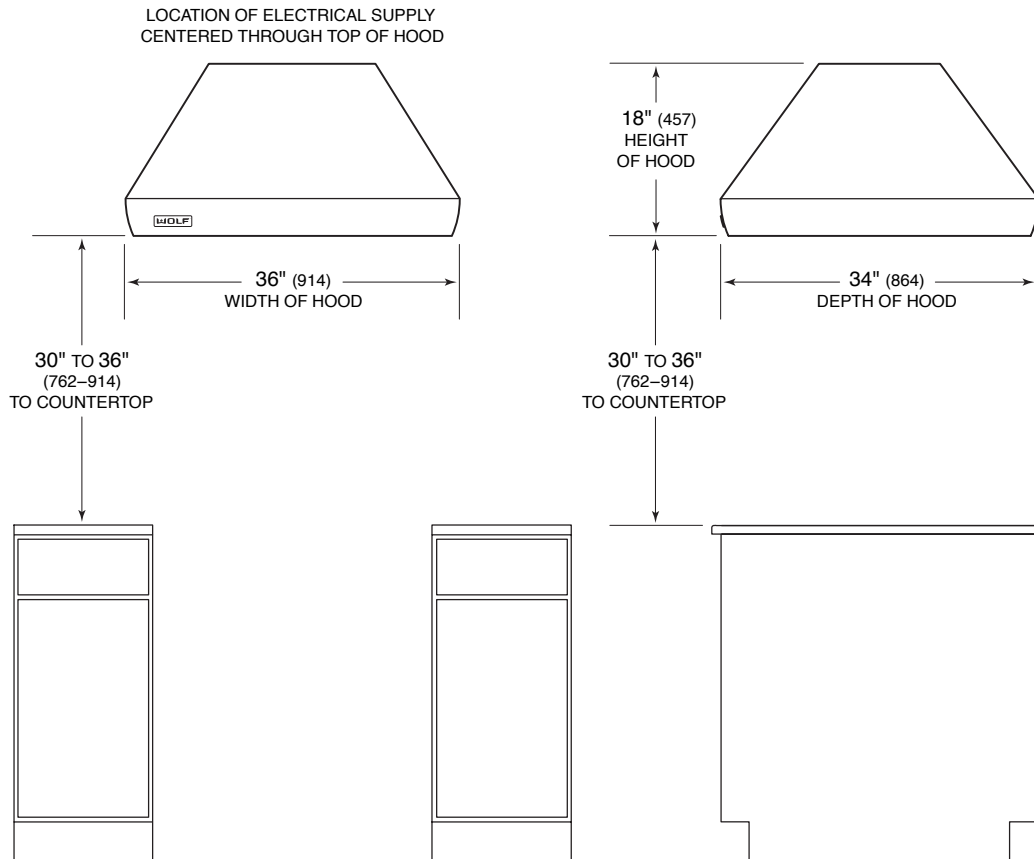 LOCATION OF ELECTRICAL SUPPLY
CENTERED THROUGH TOP OF HOOD
WOLF
36" (914)
WIDTH OF HOOD
30" TO 36"
(762–914)
TO COUNTERTOP
18" (457)
HEIGHT
OF HOOD
34" (864)
DEPTH OF HOOD
30" TO 36"
(762–914)
TO COUNTERTOP